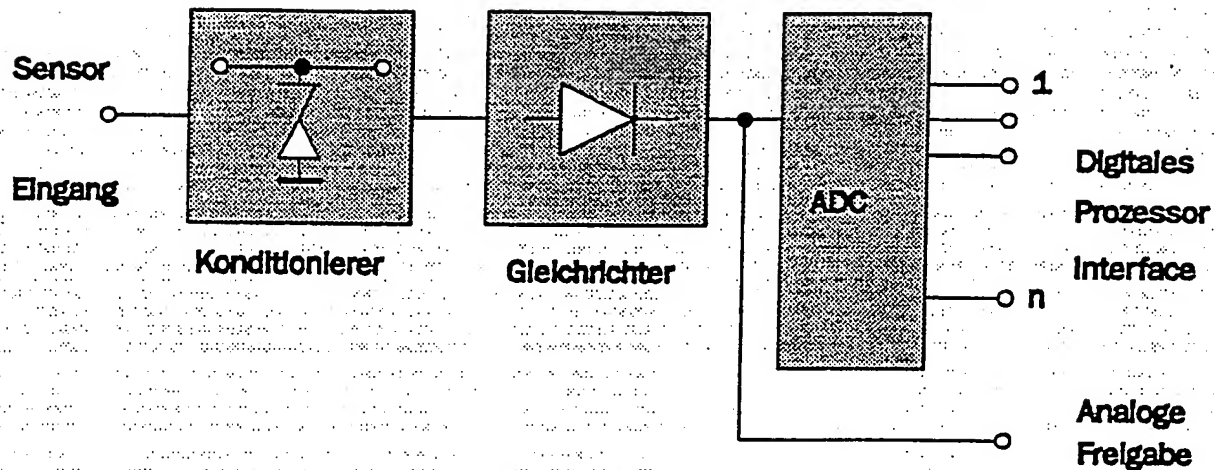 Sensor
Eingang
Konditionierer
Gleichrichter
ADC
1
n
Digitales
Prozessor
Interface
Analoge
Freigabe